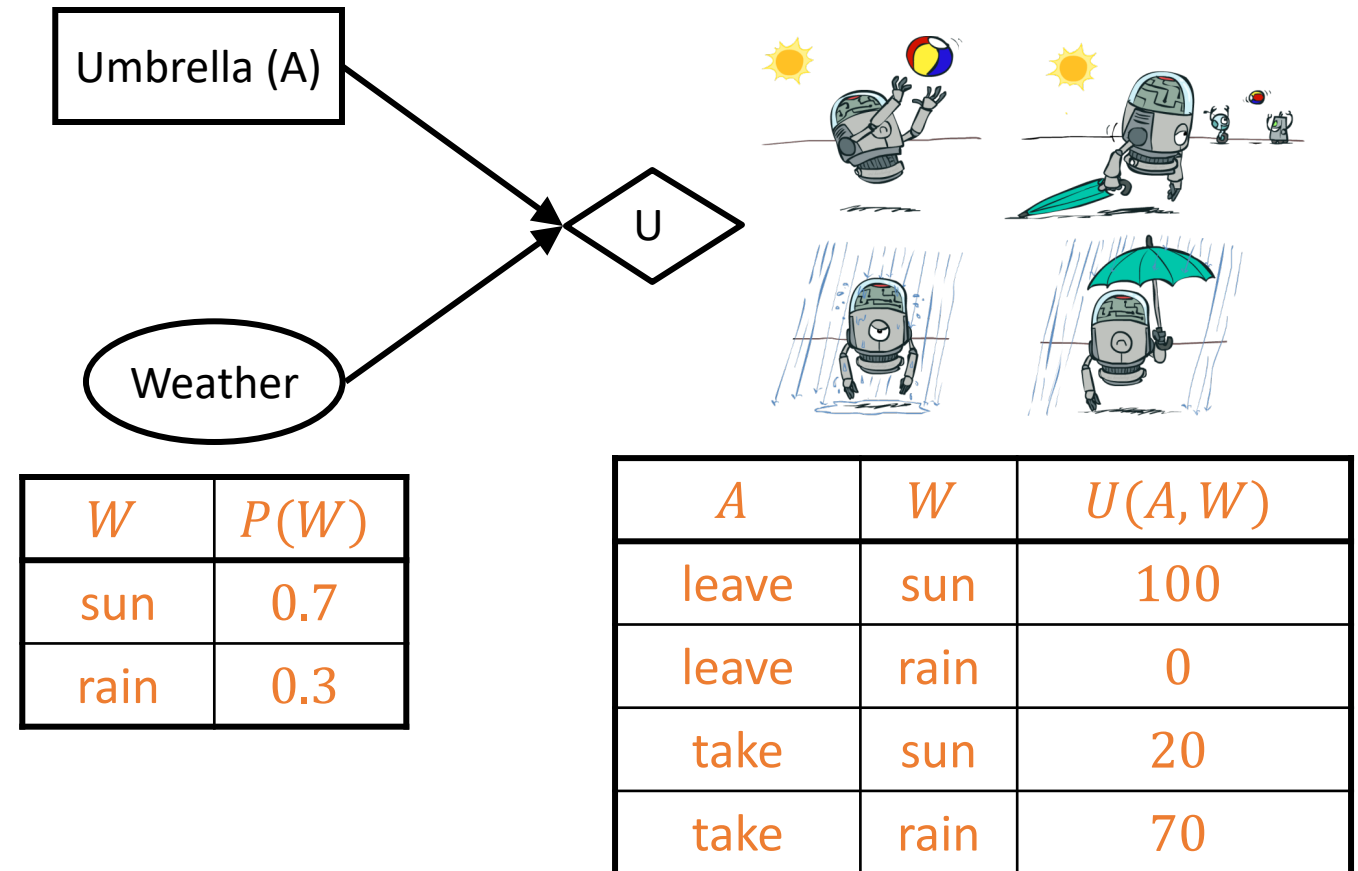 Umbrella (A)
U
Weather
W P(W)
sun 0.7
rain 0.3
A W U(A, W)
leave sun 100
leave rain 0
take sun 20
take rain 70